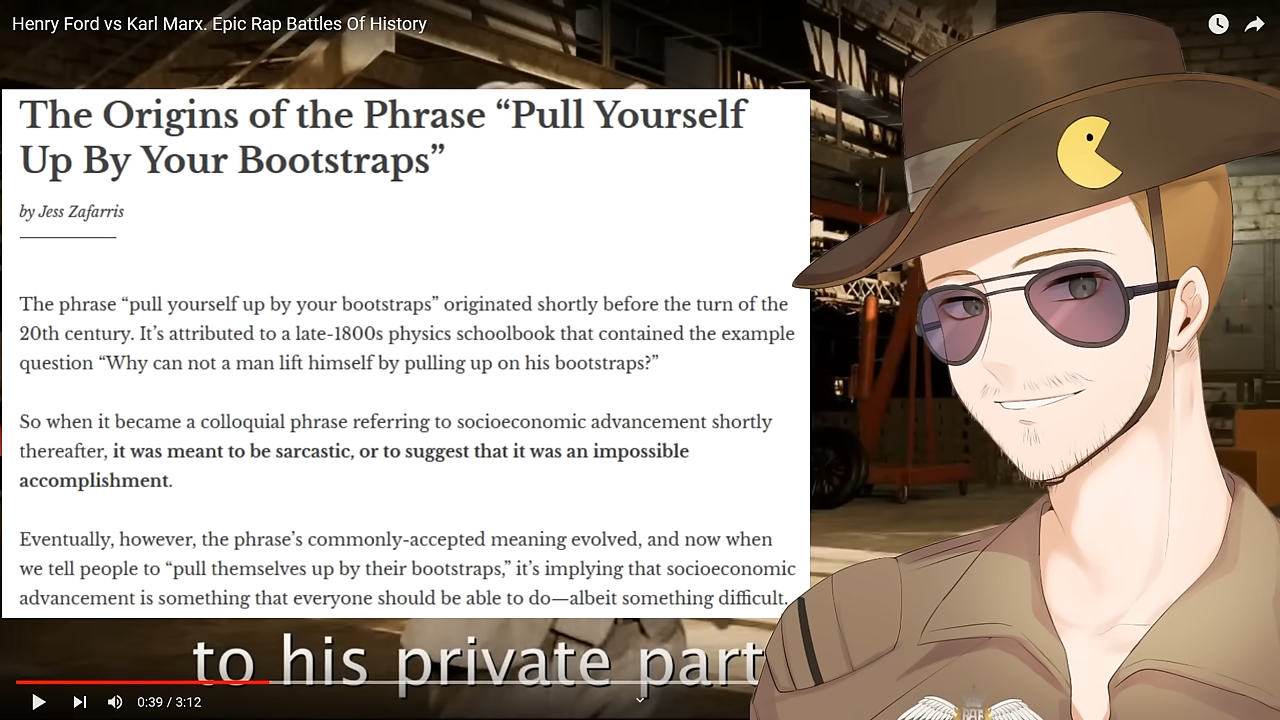 Henry Ford vs Karl Marx. Epic Rap Battles Of History
The Origins of the Phrase “Pull Yourself
Up By Your Bootstraps”
by Jess Zafarris
The phrase “pull yourself up by your bootstraps” originated shortly before the turn of the
20th century. It’s attributed to a late-1800s physics schoolbook that contained the example
question “Why can not a man lift himself by pulling up on his bootstraps?”
So when it became a colloquial phrase referring to socioeconomic advancement shortly
thereafter, it was meant to be sarcastic, or to suggest that it was an impossible
accomplishment.
Eventually, however, the phrase’s commonly-accepted meaning evolved, and now when
we tell people to “pull themselves up by their bootstraps,” it’s implying that socioeconomic
advancement is something that everyone should be able to do—albeit something difficult.
to his private part
0:39 / 3:12
RAF